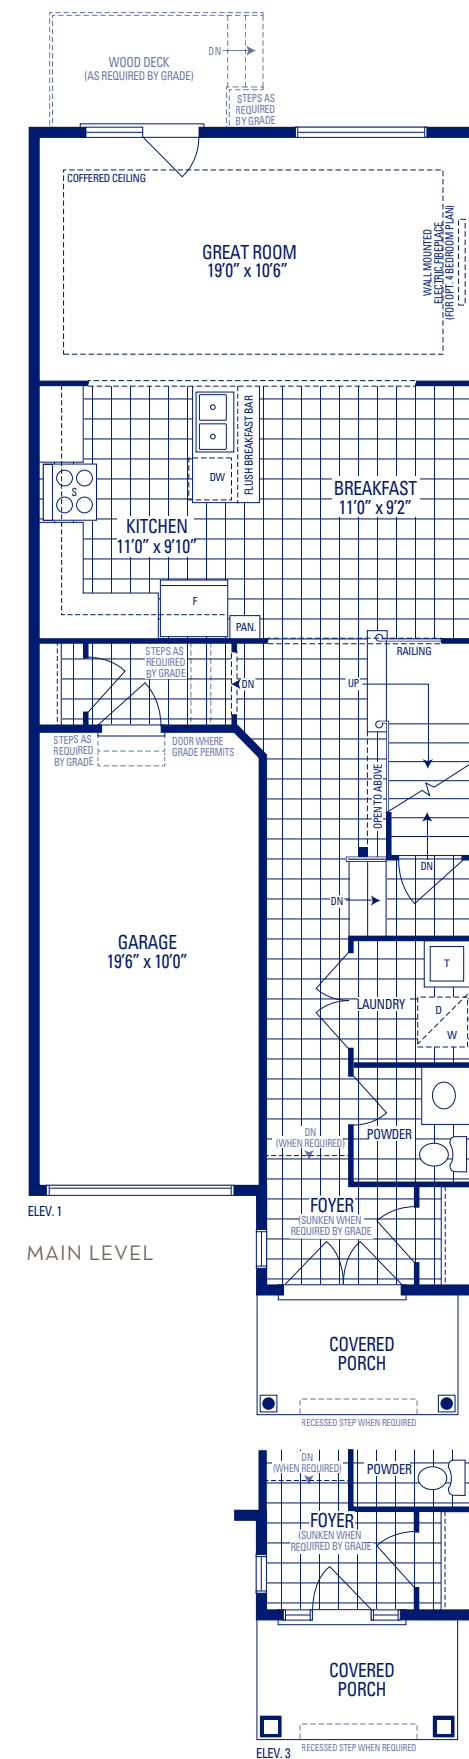 WOOD DECK
(AS REQUIRED BY GRADE)
DN
STEPS AS
REQUIRED
BY GRADE
COFFERED CEILING
GREAT ROOM
19'0" x 10'6"
WALL MOUNTED
ELECTRIC FIREPLACE
(FOR OPT. 4 BEDROOM PLAN)
FLUSH BREAKFAST BAR
DW
S
BREAKFAST
11'0" x 9'2"
KITCHEN
11'0" x 9'10"
F
PAN.
STEPS AS
REQUIRED
BY GRADE
RAILING
DN
UP
STEPS AS
REQUIRED
BY GRADE
DOOR WHERE
GRADE PERMITS
OPEN TO ABOVE
DN
DN
GARAGE
19'6" x 10'0"
T
LAUNDRY
D
W
DN
(WHEN REQUIRED)
POWDER
FOYER
(SUNKEN WHEN
REQUIRED BY GRADE
ELEV. 1
MAIN LEVEL
COVERED
PORCH
RECESSED STEP WHEN REQUIRED
DN
(WHEN REQUIRED)
POWDER
FOYER
(SUNKEN WHEN
REQUIRED BY GRADE
COVERED
PORCH
RECESSED STEP WHEN REQUIRED
ELEV. 3